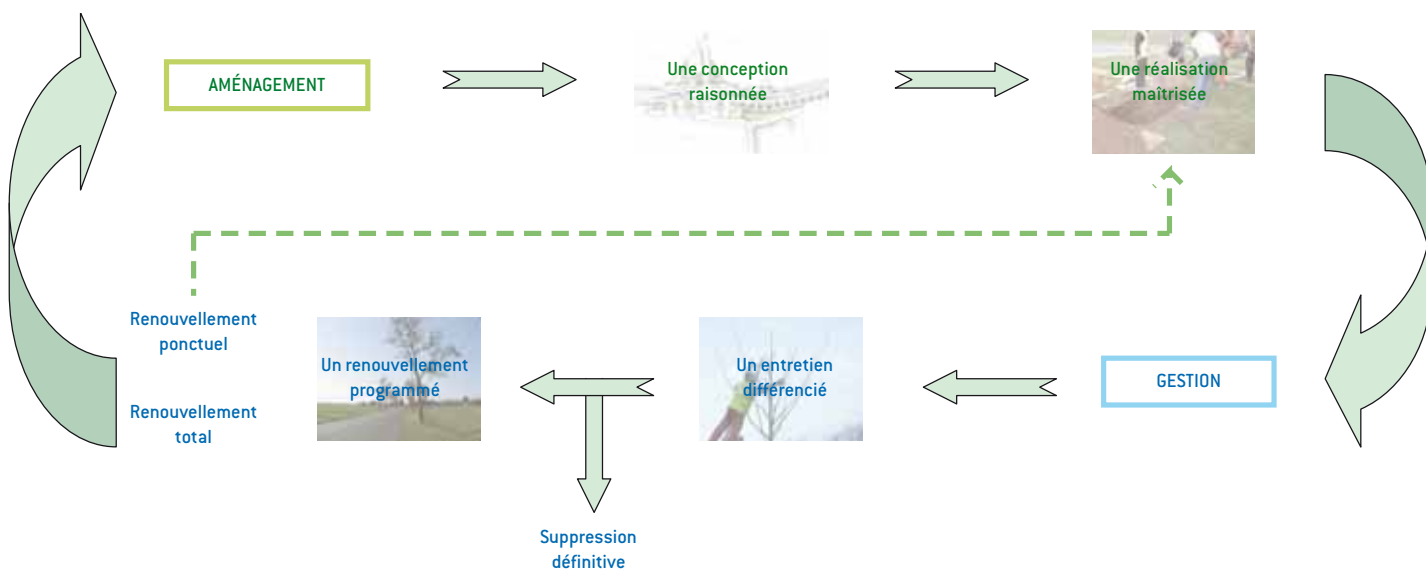 AMÉNAGEMENT
Une conception
raisonnée
Une réalisation
maîtrisée
Renouvellement
ponctuel
Renouvellement
total
Un renouvellement
programmé
Un entretien
différencié
GESTION
Suppression
définitive